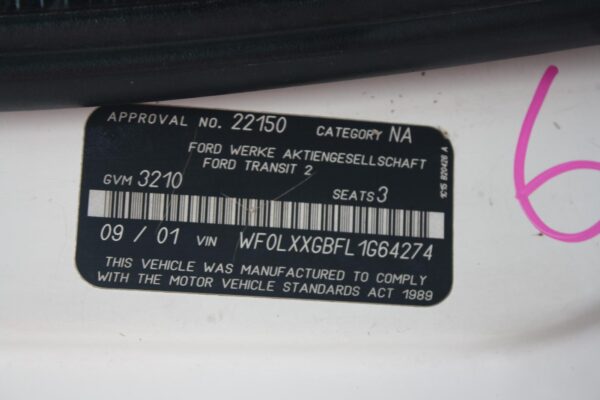 APPROVAL NO. 22150 CATEGORY NA
FORD WERKE AKTIENGESELLSCHAFT
FORD TRANSIT 2
GVM 3210 SEATS 3
09 / 01 VIN WF0LXXGBFL1G64274
THIS VEHICLE WAS MANUFACTURED TO COMPLY
WITH THE MOTOR VEHICLE STANDARDS ACT 1989
6